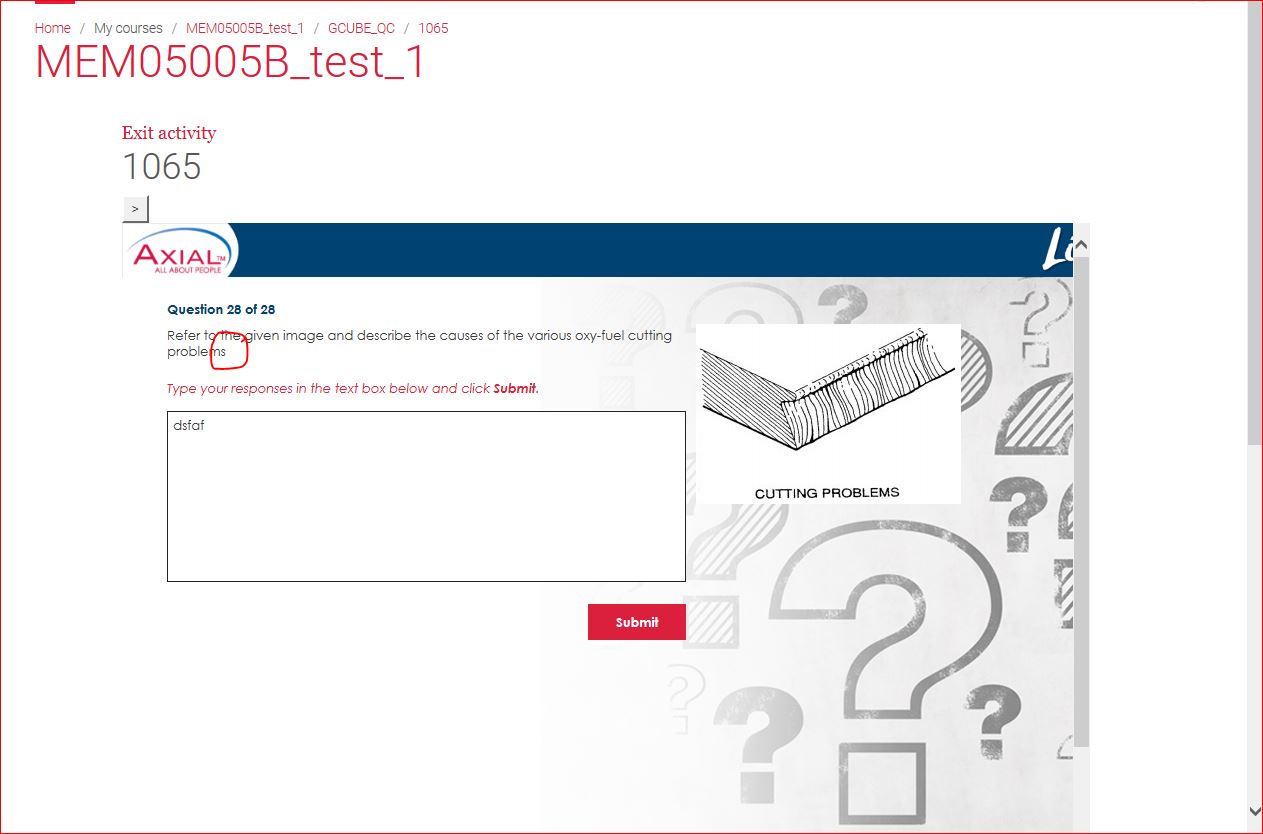 Home / My courses / MEM05005B_test_1 / GCUBE_QC / 1065
MEM05005B_test_1
Exit activity
1065
>
AXIAL™
ALL ABOUT PEOPLE
Question 28 of 28
Refer to the given image and describe the causes of the various oxy-fuel cutting
problems
Type your responses in the text box below and click Submit.
dsfaf
CUTTING PROBLEMS
Submit